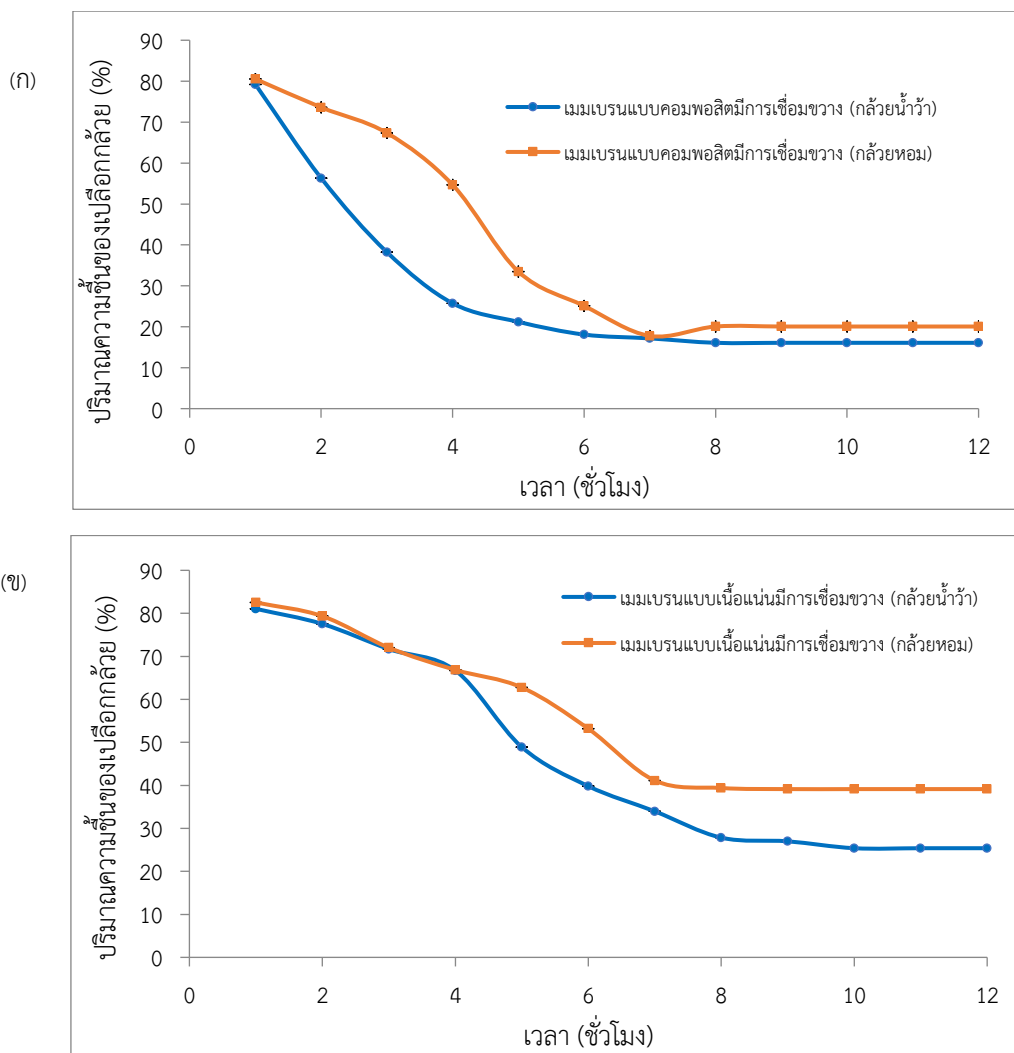 (ก)
ปริมาณความชื้นของเปลือกกล้วย (%)
90
80
70
60
50
40
30
20
10
0
เมมเบรนแบบคอมพอสิตมีการเชื่อมขวาง (กล้วยน้ำว้า)
เมมเบรนแบบคอมพอสิตมีการเชื่อมขวาง (กล้วยหอม)
0 2 4 6 8 10 12
เวลา (ชั่วโมง)
(ข)
ปริมาณความชื้นของเปลือกกล้วย (%)
90
80
70
60
50
40
30
20
10
0
เมมเบรนแบบเนื้อแน่นมีการเชื่อมขวาง (กล้วยน้ำว้า)
เมมเบรนแบบเนื้อแน่นมีการเชื่อมขวาง (กล้วยหอม)
0 2 4 6 8 10 12
เวลา (ชั่วโมง)